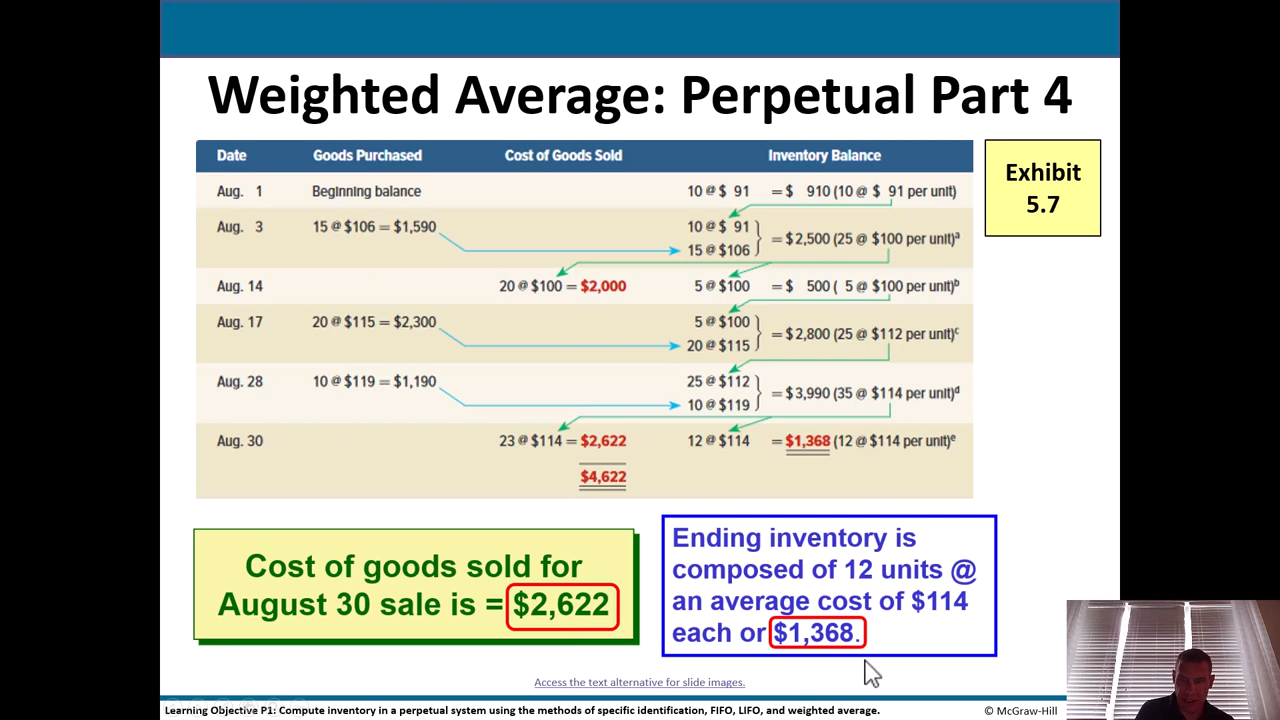 Weighted Average: Perpetual Part 4
Date Goods Purchased Cost of Goods Sold Inventory Balance
Exhibit
5.7
Aug. 1 Beginning balance 10 @ $ 91 = $ 910 (10 @ $ 91 per unit)
Aug. 3 15 @ $106 = $1,590 10 @ $ 91
15 @ $106 = $2,500 (25 @ $100 per unit)a
Aug. 14 20 @ $100 = $2,000 5 @ $100 = $ 500 ( 5 @ $100 per unit)b
Aug. 17 20 @ $115 = $2,300 5 @ $100
20 @ $115 = $2,800 (25 @ $112 per unit)c
Aug. 28 10 @ $119 = $1,190 25 @ $112
10 @ $119 = $3,990 (35 @ $114 per unit)d
Aug. 30 23 @ $114 = $2,622 12 @ $114 = $1,368 (12 @ $114 per unit)e
$4,622
Cost of goods sold for
August 30 sale is = $2,622
Ending inventory is
composed of 12 units @
an average cost of $114
each or $1,368.
Access the text alternative for slide images.
Learning Objective P1: Compute inventory in a perpetual system using the methods of specific identification, FIFO, LIFO, and weighted average.
© McGraw-Hill